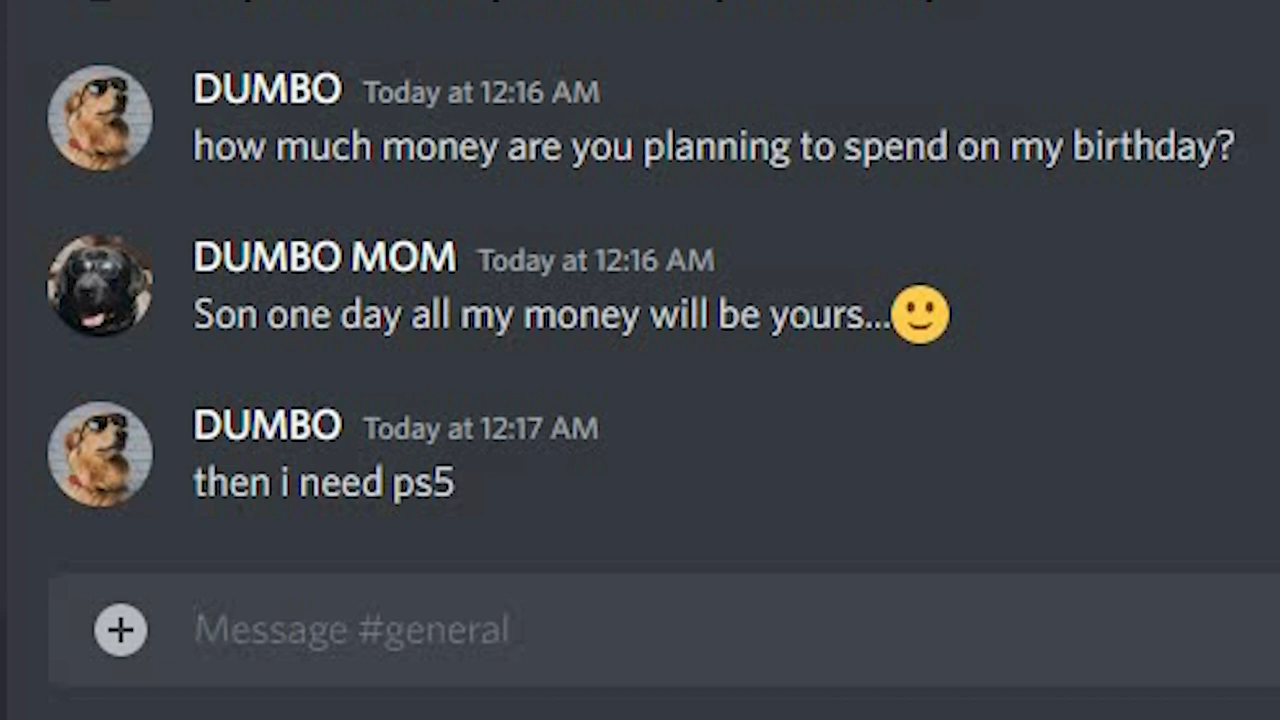 DUMBO Today at 12:16 AM
how much money are you planning to spend on my birthday?
DUMBO MOM Today at 12:16 AM
Son one day all my money will be yours...🙂
DUMBO Today at 12:17 AM
then i need ps5
Message #general